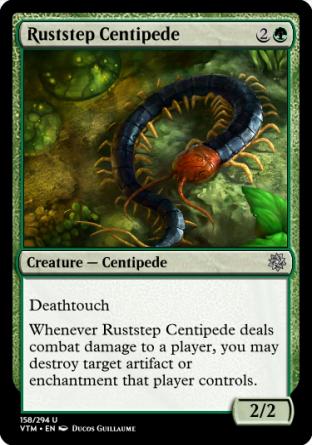 Ruststep Centipede 2
Creature — Centipede
Deathtouch
Whenever Ruststep Centipede deals
combat damage to a player, you may
destroy target artifact or
enchantment that player controls.
2/2
158/294 U
VTM • EN Ducos Guillaume